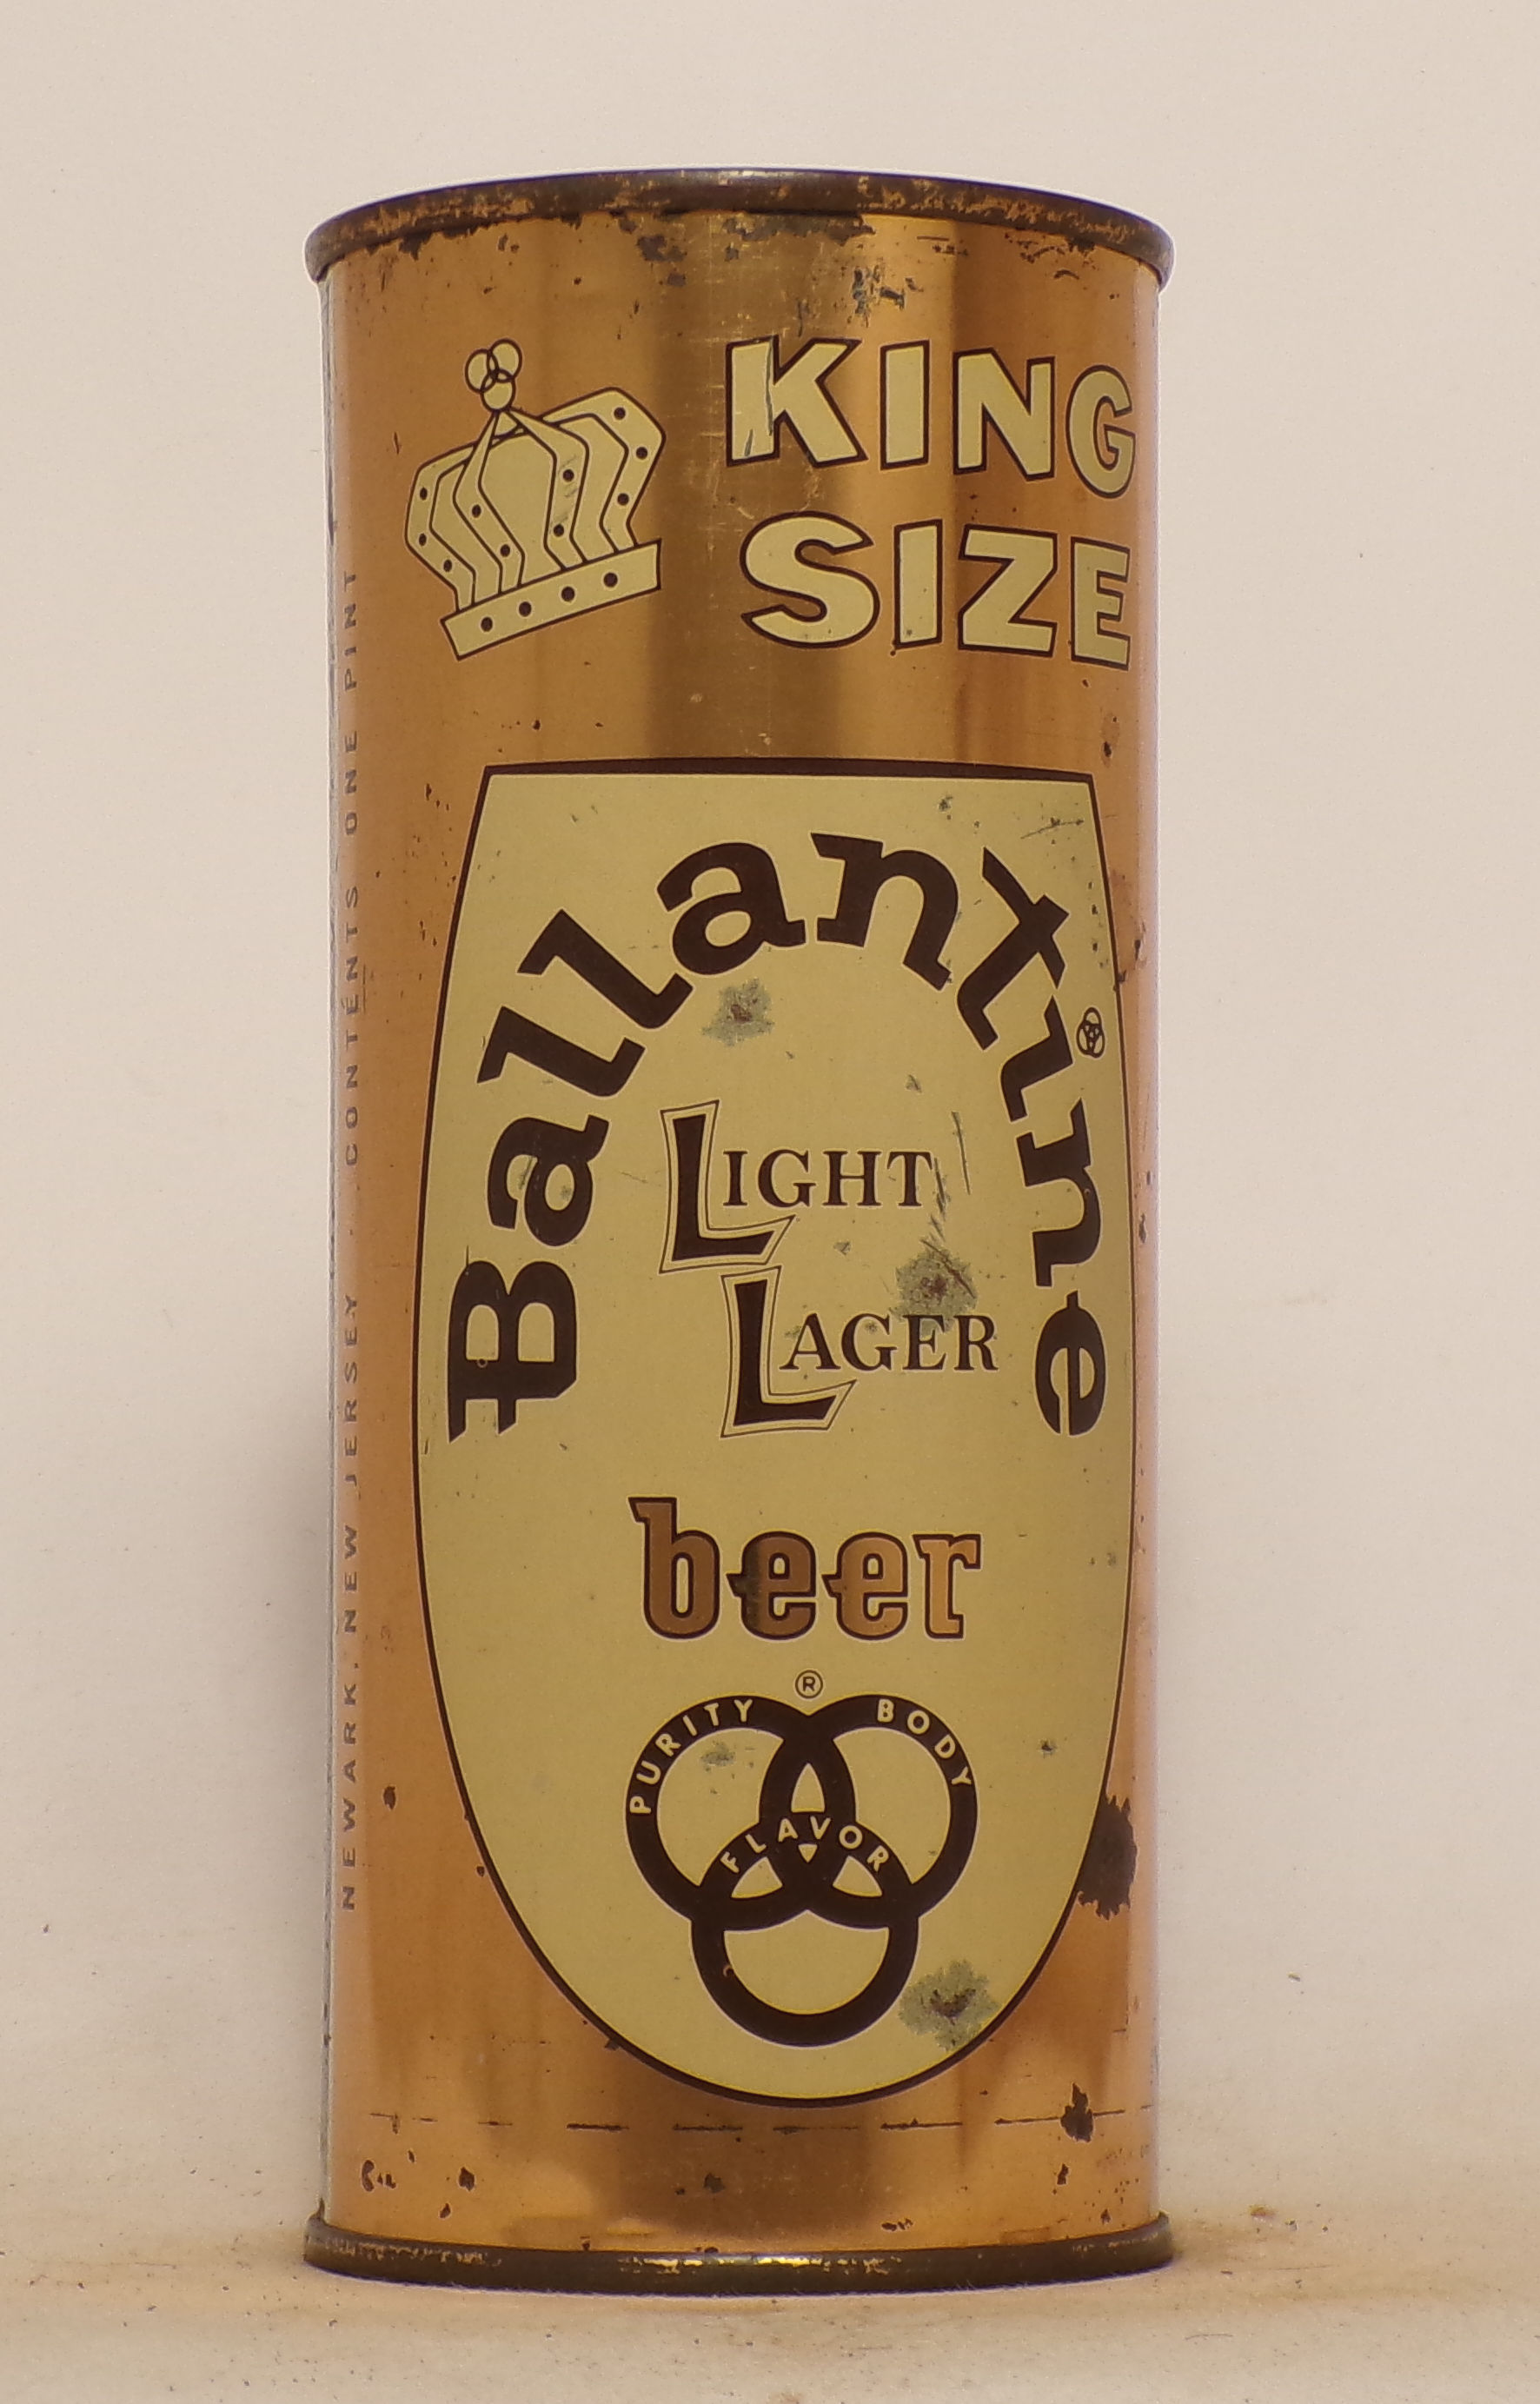 KING
SIZE
Ballantine
LIGHT
LAGER
beer
®
PURITY BODY
FLAVOR
NEWARK, NEW JERSEY. CONTENTS ONE PINT